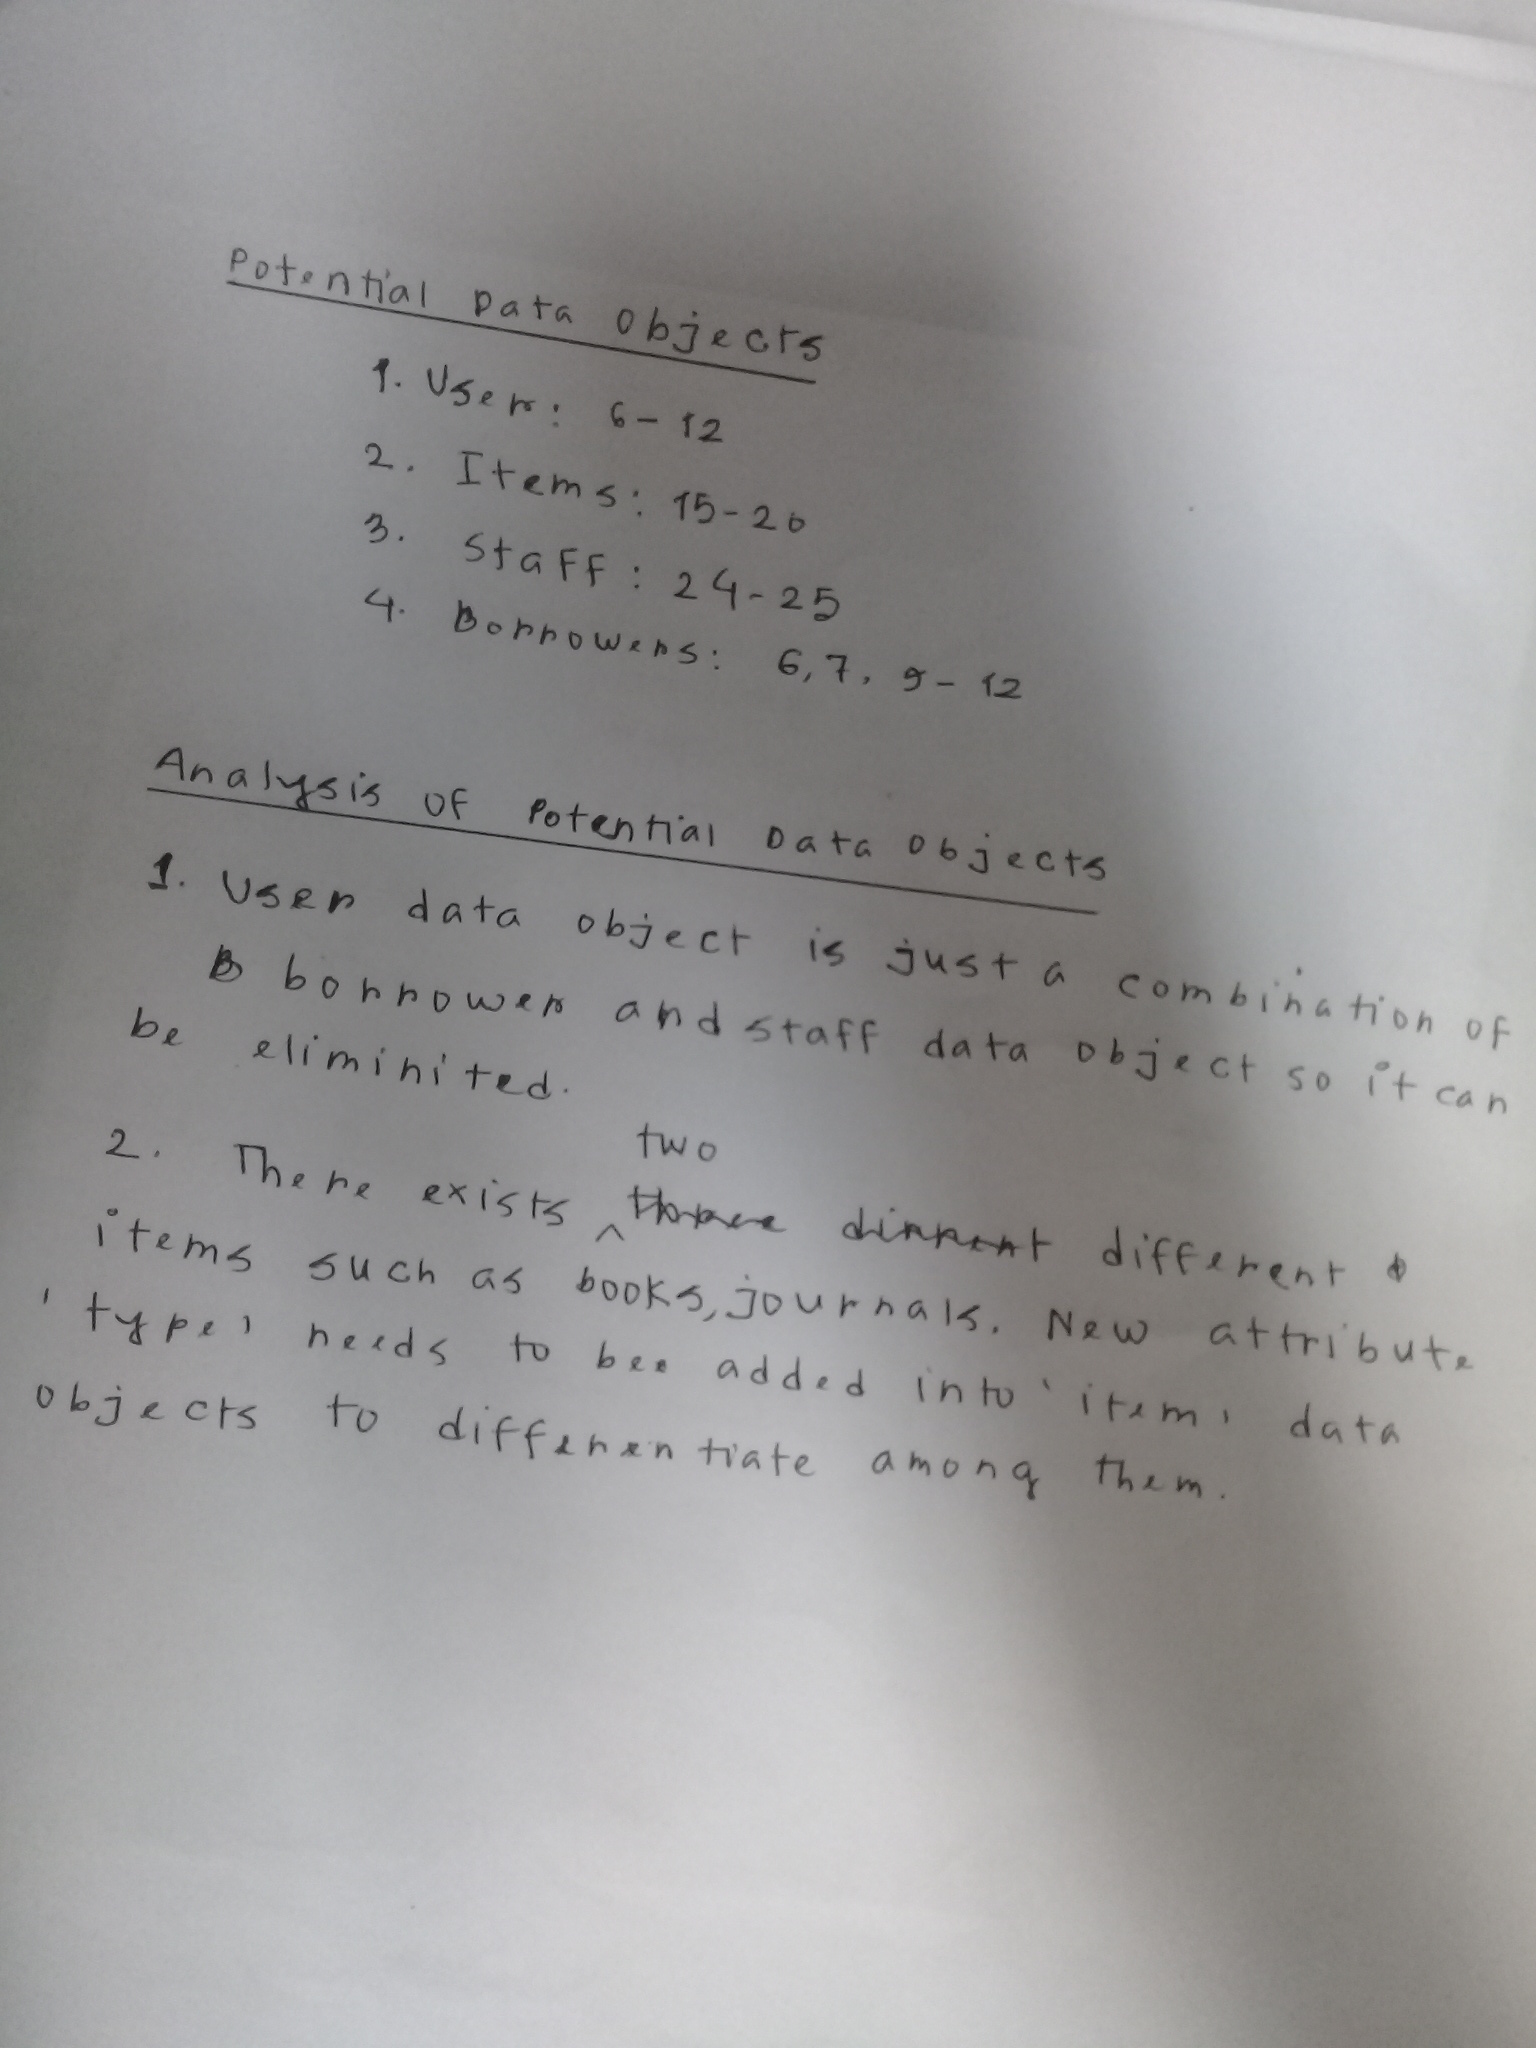 Potential Data Objects
1. User: 6-12
2. Items: 15-20
3. Staff: 24-25
4. Borrowers: 6,7, 9-12
Analysis of Potential Data Objects
1. User data object is just a combination of
B borrower and staff data object so it can
be eliminited.
two
2. There exists ^ different
items such as books, journals. New attribute
'type' needs to bee added into 'item' data
objects to differentiate among them.